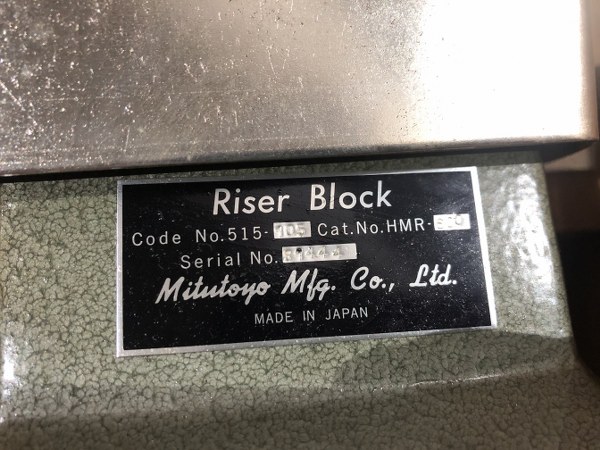 Riser Block
Code No.515-105 Cat.No.HMR-
Serial No.
Mitutoyo Mfg. Co., Ltd.
MADE IN JAPAN